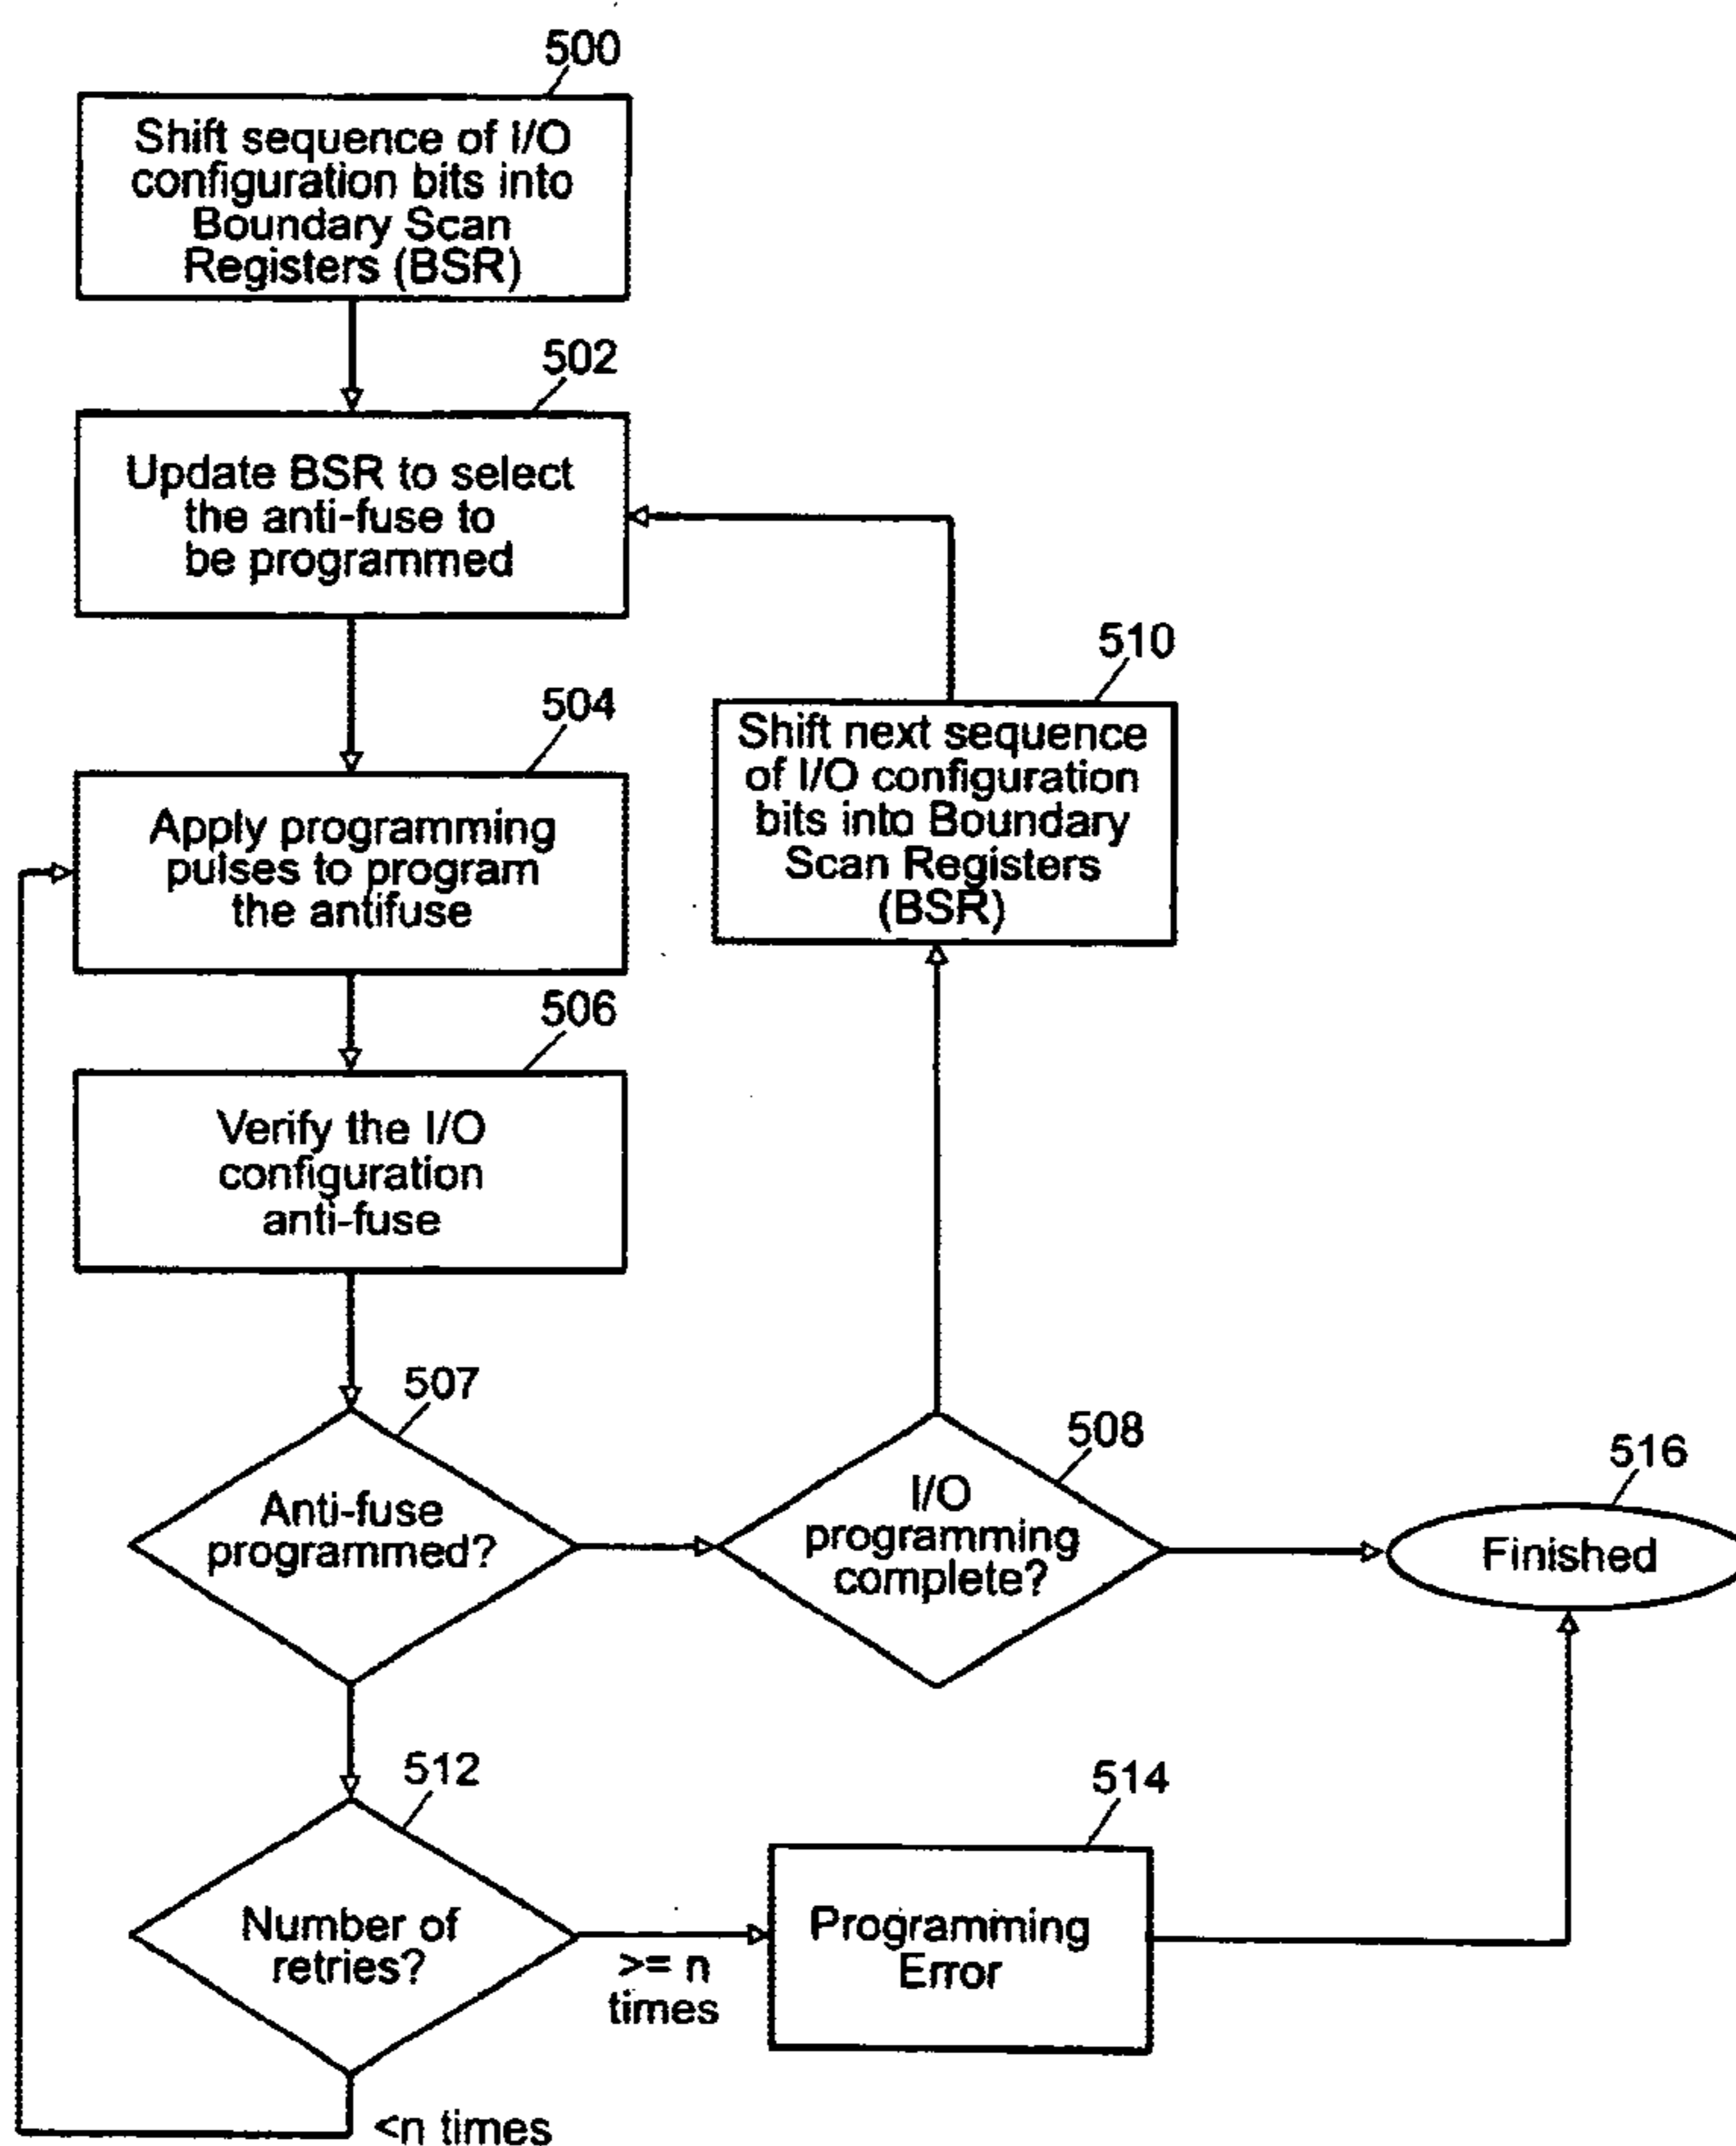 500
Shift sequence of I/O
configuration bits into
Boundary Scan
Registers (BSR)
502
Update BSR to select
the anti-fuse to
be programmed
510
Shift next sequence
of I/O configuration
bits into Boundary
Scan Registers
(BSR)
504
Apply programming
pulses to program
the antifuse
506
Verify the I/O
configuration
anti-fuse
507
Anti-fuse
programmed?
508
I/O
programming
complete?
516
Finished
512
Number of
retries?
>= n
times
514
Programming
Error
<n times